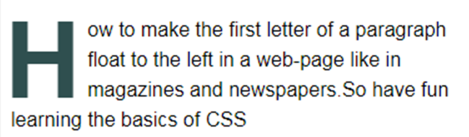 How to make the first letter of a paragraph
float to the left in a web-page like in
magazines and newspapers.So have fun
learning the basics of CSS